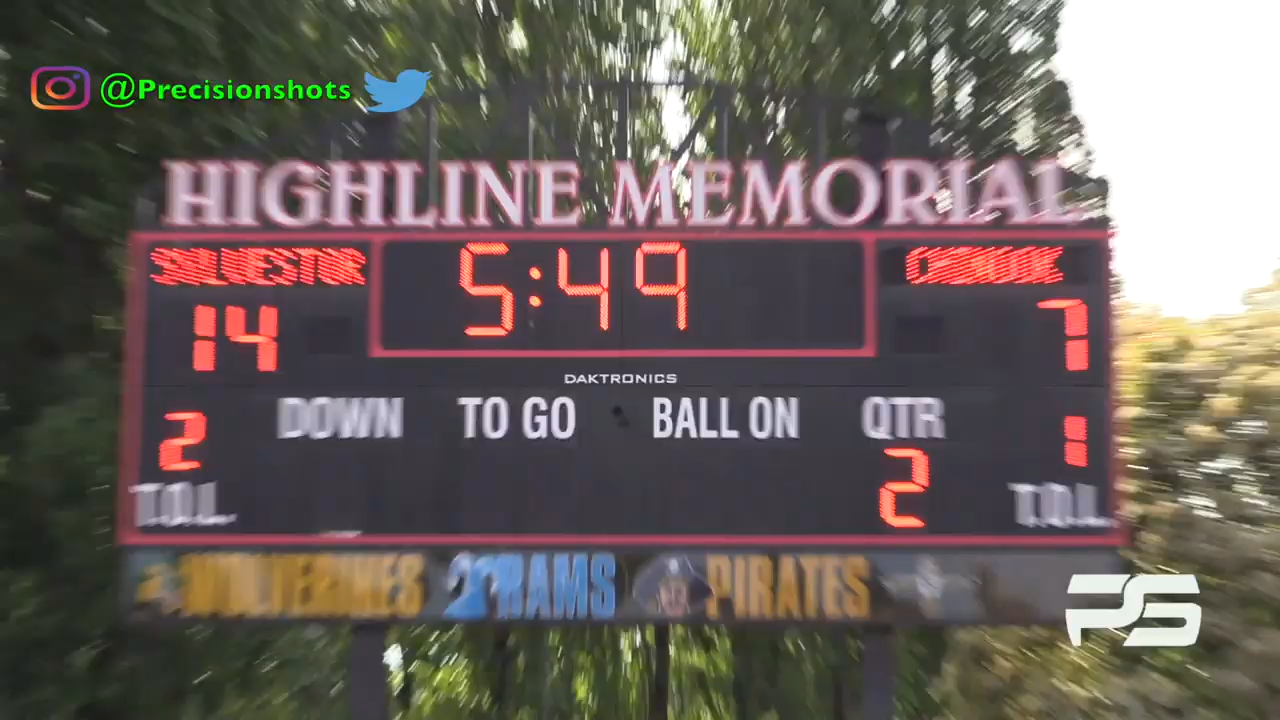 @Precisionshots
HIGHLINE MEMORIAL
5:49
14
7
DAKTRONICS
DOWN TO GO BALL ON QTR
2
1
2
T.O.L.
T.O.L.
WOLVERINES RAMS PIRATES
PS